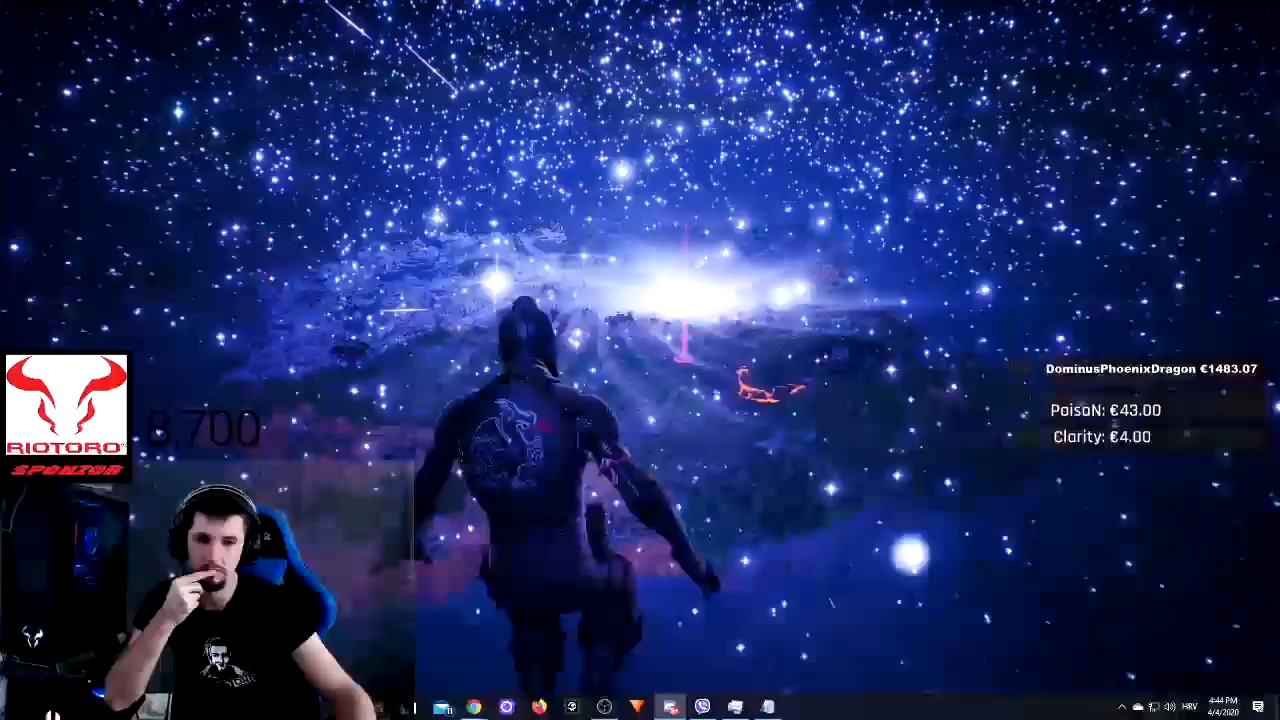 DominusPhoenixDragon €1483.07
PoisoN: €43.00
Clarity: €4.00
RIOTORO
SPONZOR
8,700
11
HRV
4:44 PM
4/4/2020